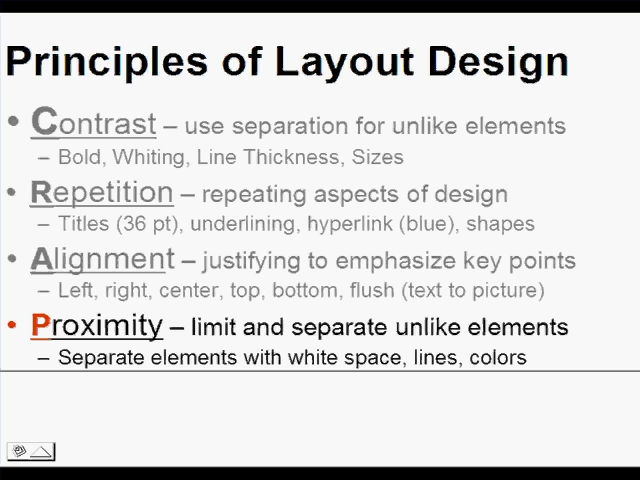 Principles of Layout Design
• Contrast – use separation for unlike elements
– Bold, Whiting, Line Thickness, Sizes
• Repetition – repeating aspects of design
– Titles (36 pt), underlining, hyperlink (blue), shapes
• Alignment – justifying to emphasize key points
– Left, right, center, top, bottom, flush (text to picture)
• Proximity – limit and separate unlike elements
– Separate elements with white space, lines, colors